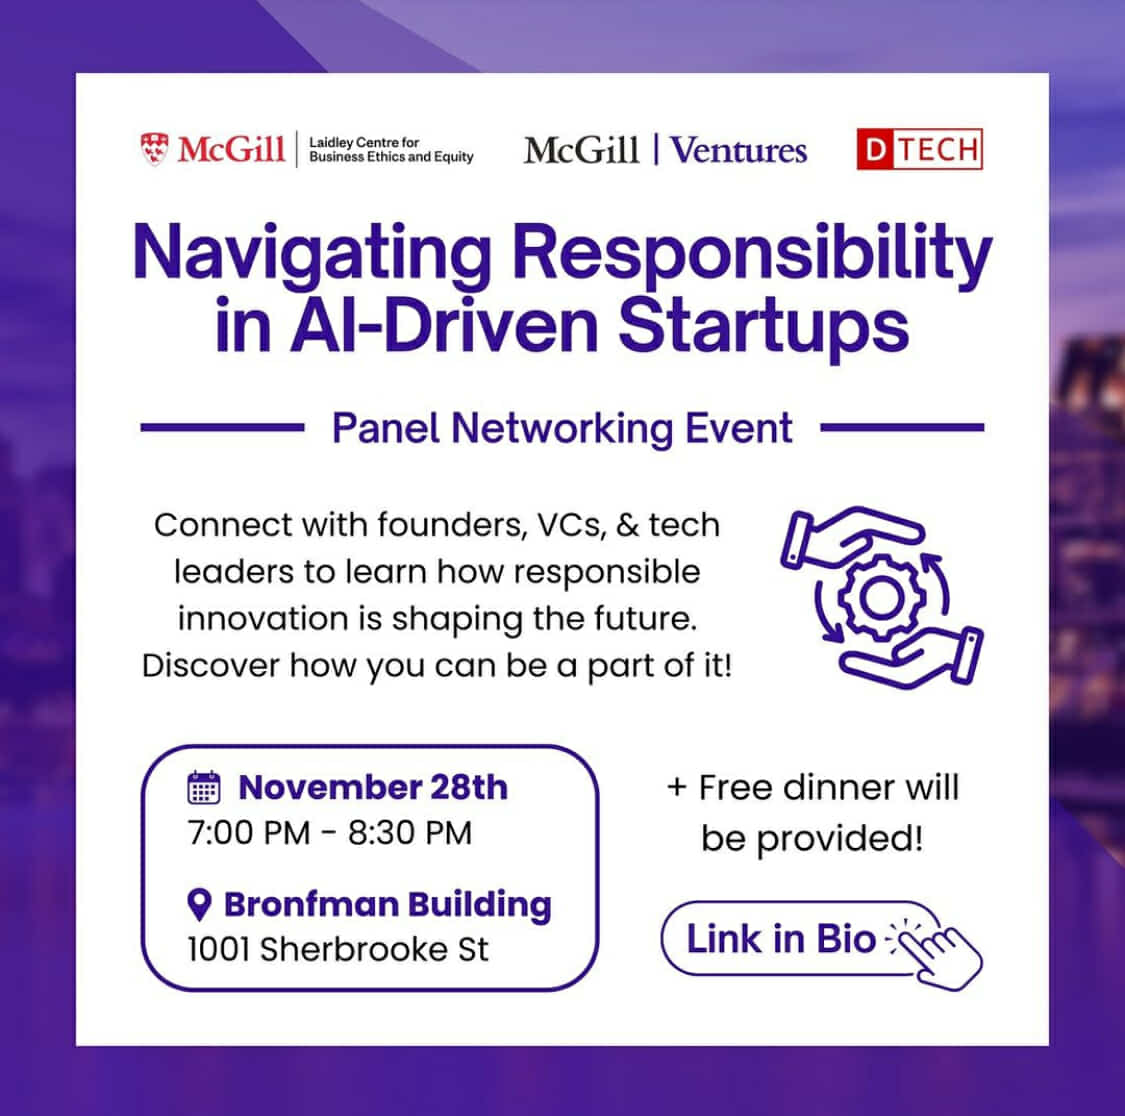 McGill
Laidley Centre for
Business Ethics and Equity
McGill | Ventures
D TECH
Navigating Responsibility
in AI-Driven Startups
Panel Networking Event
Connect with founders, VCs, & tech
leaders to learn how responsible
innovation is shaping the future.
Discover how you can be a part of it!
November 28th
7:00 PM - 8:30 PM
Bronfman Building
1001 Sherbrooke St
+ Free dinner will
be provided!
Link in Bio